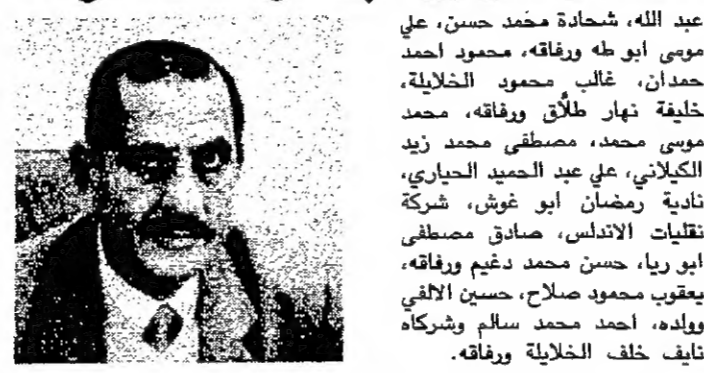 عبد الله، شحادة محمد حسن، علي
موسى ابو طه ورفاقه، محمود احمد
حمدان، غالب محمود الخلايلة،
خليفة نهار طلاّق ورفاقه، محمد
موسى محمد، مصطفى محمد زيد
الكيلاني، علي عبد الحميد الحياري،
نادية رمضان ابو غوش، شركة
نقليات الاندلس، صادق مصطفى
ابو ريا، حسن محمد دغيم ورفاقه،
يعقوب محمود صلاح، حسين الالفي
وولده، احمد محمد سالم وشركاه
نايف خلف الخلايلة ورفاقه.